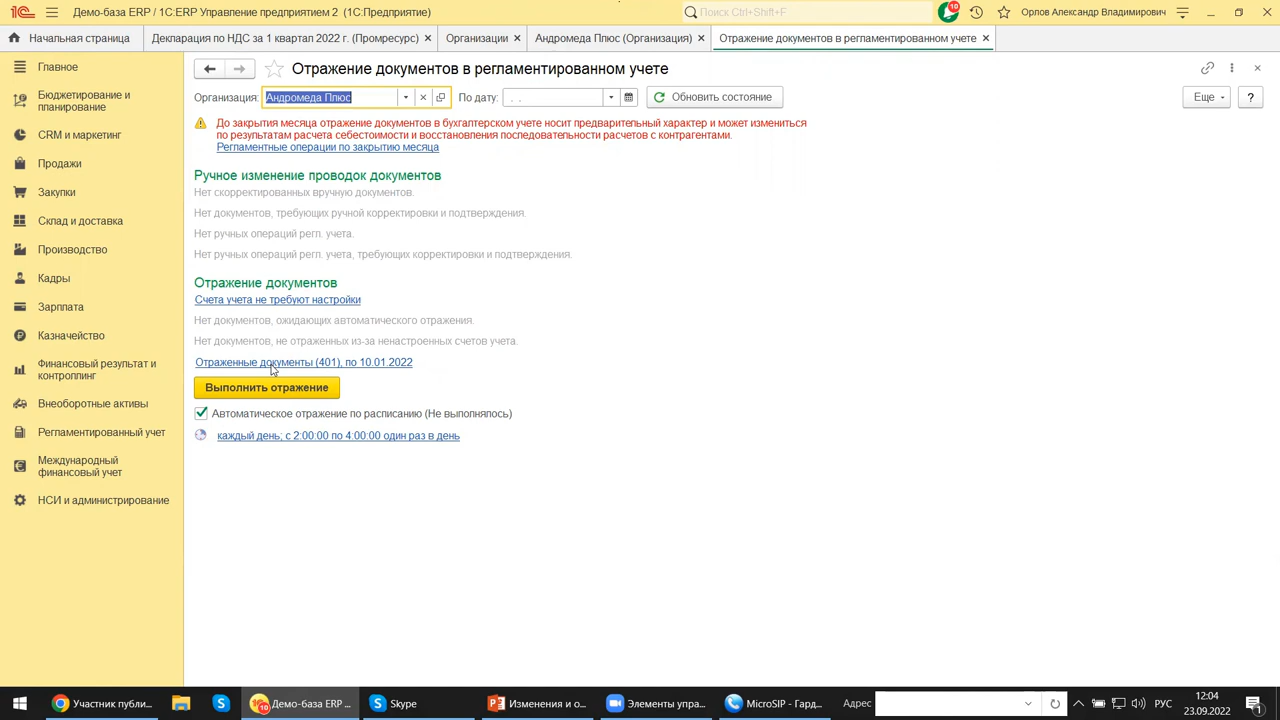 Демо-база ERP / 1C:ERP Управление предприятием 2 (1С:Предприятие)
Поиск Ctrl+Shift+F
10
Орлов Александр Владимирович
Начальная страница
Декларация по НДС за 1 квартал 2022 г. (Промресурс)
Организации
Андромеда Плюс (Организация)
Отражение документов в регламентированном учете
Главное
Бюджетирование и
планирование
CRM и маркетинг
Продажи
Закупки
Склад и доставка
Производство
Кадры
Зарплата
Казначейство
Финансовый результат и
контроллинг
Внеоборотные активы
Регламентированный учет
Международный
финансовый учет
НСИ и администрирование
Отражение документов в регламентированном учете
Организация: Андромеда Плюс По дату: . . Обновить состояние Еще ?
До закрытия месяца отражение документов в бухгалтерском учете носит предварительный характер и может измениться
по результатам расчета себестоимости и восстановления последовательности расчетов с контрагентами.
Регламентные операции по закрытию месяца
Ручное изменение проводок документов
Нет скорректированных вручную документов.
Нет документов, требующих ручной корректировки и подтверждения.
Нет ручных операций регл. учета.
Нет ручных операций регл. учета, требующих корректировки и подтверждения.
Отражение документов
Счета учета не требуют настройки
Нет документов, ожидающих автоматического отражения.
Нет документов, не отраженных из-за ненастроенных счетов учета.
Отраженные документы (401), по 10.01.2022
Выполнить отражение
Автоматическое отражение по расписанию (Не выполнялось)
каждый день; с 2:00:00 по 4:00:00 один раз в день
Участник публи...
Демо-база ERP ...
Skype
Изменения и о...
Элементы упра...
MicroSIP - Гард...
Адрес
РУС
12:04
23.09.2022
1